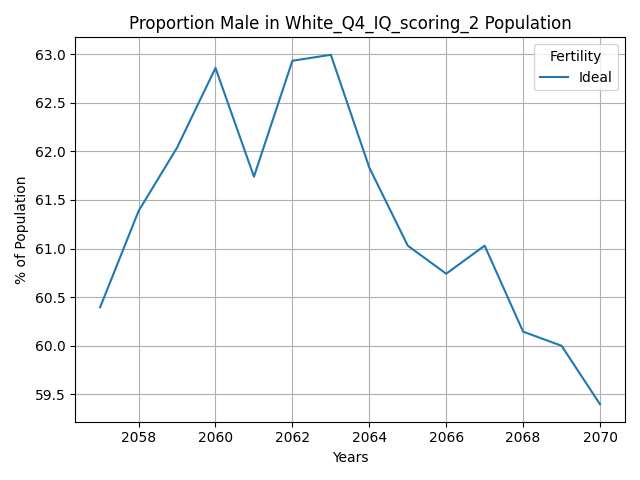 Proportion Male in White_Q4_IQ_scoring_2 Population
Fertility
Ideal
% of Population
63.0
62.5
62.0
61.5
61.0
60.5
60.0
59.5
2058 2060 2062 2064 2066 2068 2070
Years